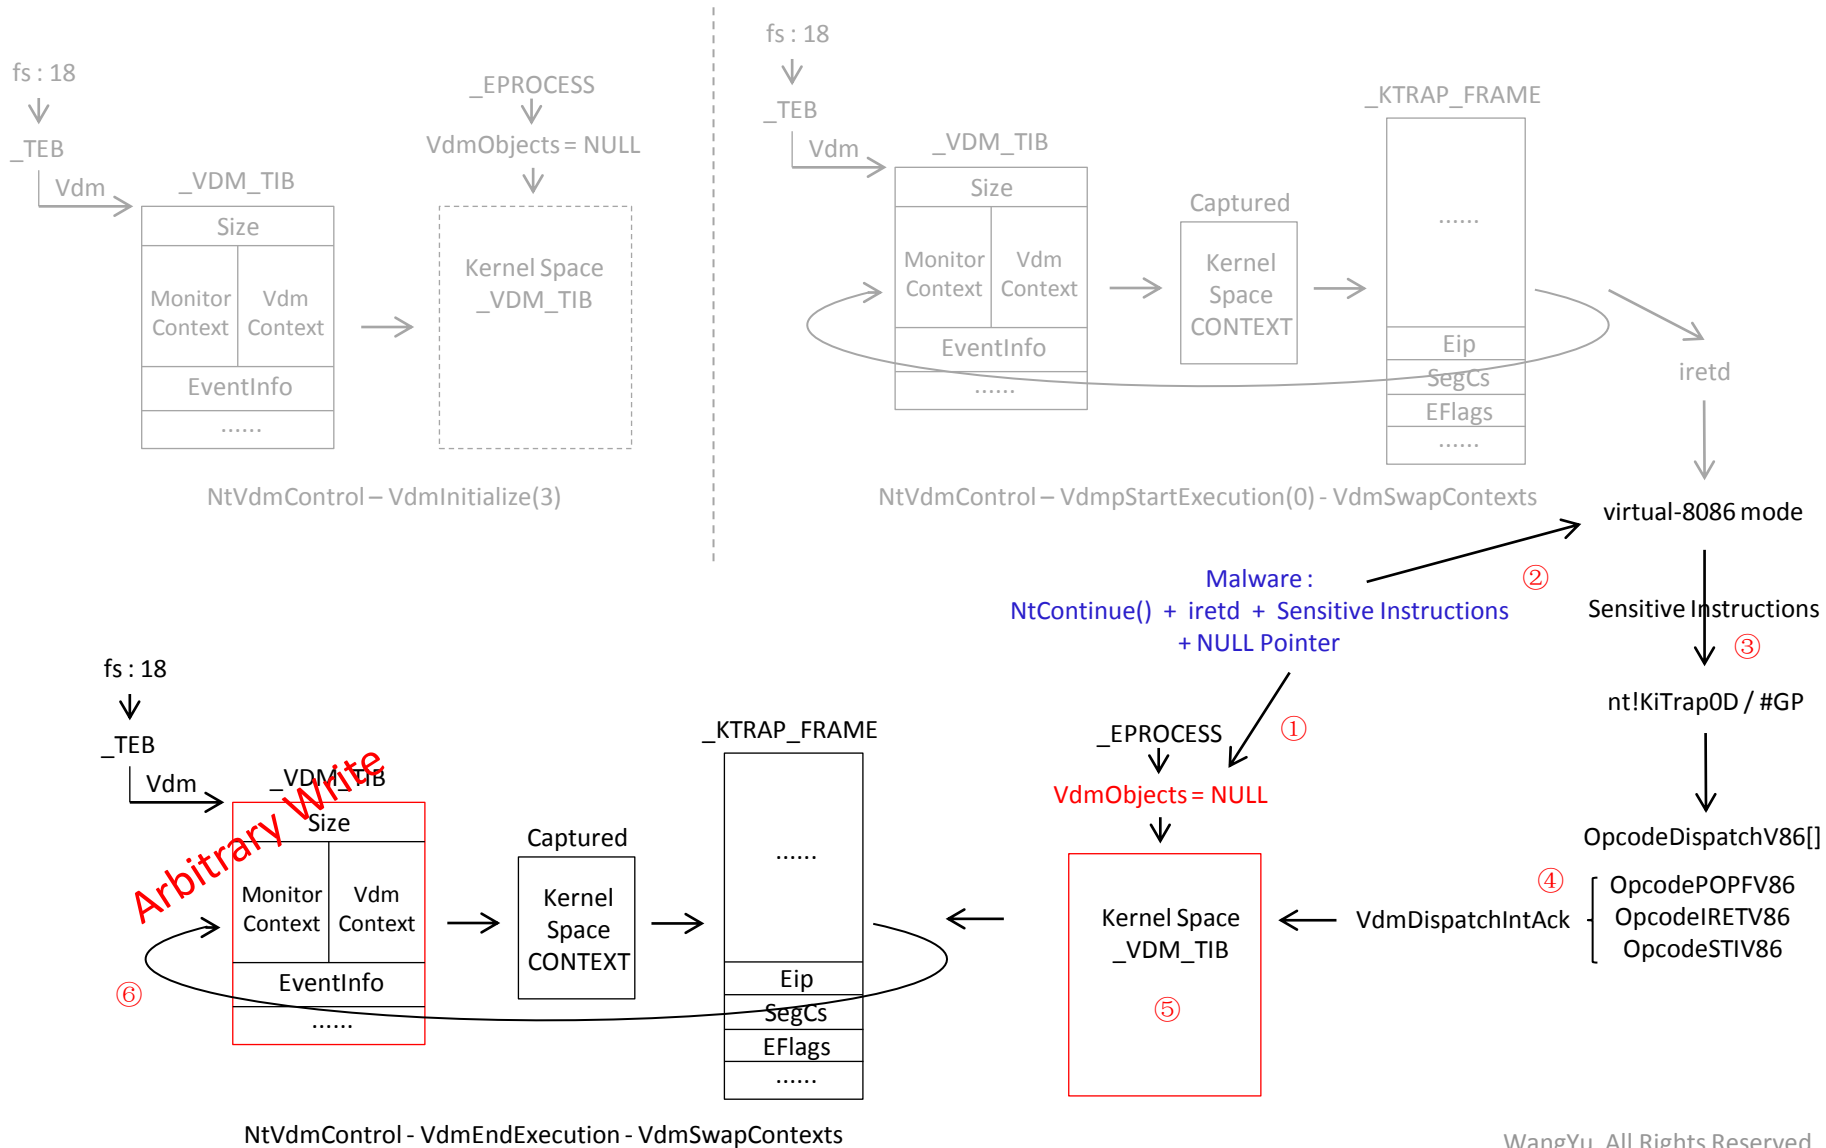 fs : 18
_TEB
Vdm
_VDM_TIB
Size
Monitor
Context
Vdm
Context
EventInfo
......
_EPROCESS
VdmObjects = NULL
Kernel Space
_VDM_TIB
NtVdmControl – VdmInitialize(3)
fs : 18
_TEB
Vdm
_VDM_TIB
Size
Monitor
Context
Vdm
Context
EventInfo
......
Captured
Kernel
Space
CONTEXT
_KTRAP_FRAME
......
Eip
SegCs
EFlags
......
iretd
NtVdmControl – VdmpStartExecution(0) - VdmSwapContexts
virtual-8086 mode
②
Malware :
NtContinue() + iretd + Sensitive Instructions
+ NULL Pointer
Sensitive Instructions
③
nt!KiTrap0D / #GP
OpcodeDispatchV86[]
④
OpcodePOPFV86
OpcodeIRETV86
OpcodeSTIV86
VdmDispatchIntAck
①
_EPROCESS
VdmObjects = NULL
Kernel Space
_VDM_TIB
⑤
fs : 18
_TEB
Vdm
_VDM_TIB
Arbitrary Write
Size
Monitor
Context
Vdm
Context
EventInfo
......
⑥
Captured
Kernel
Space
CONTEXT
_KTRAP_FRAME
......
Eip
SegCs
EFlags
......
NtVdmControl - VdmEndExecution - VdmSwapContexts
WangYu, All Rights Reserved